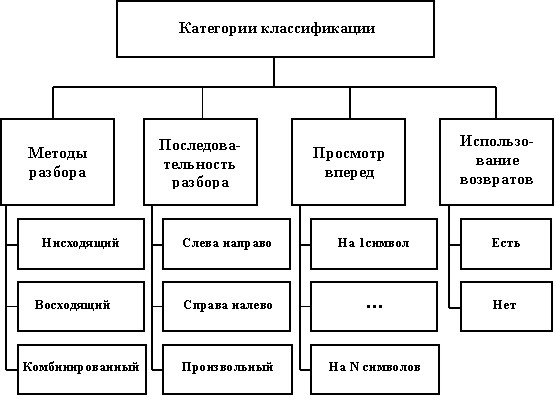 Категории классификации
Методы
разбора
Последова-
тельность
разбора
Просмотр
вперед
Использо-
вание
возвратов
Нисходящий
Слева направо
На 1символ
Есть
Восходящий
Справа налево
...
Нет
Комбинированный
Произвольный
На N символов